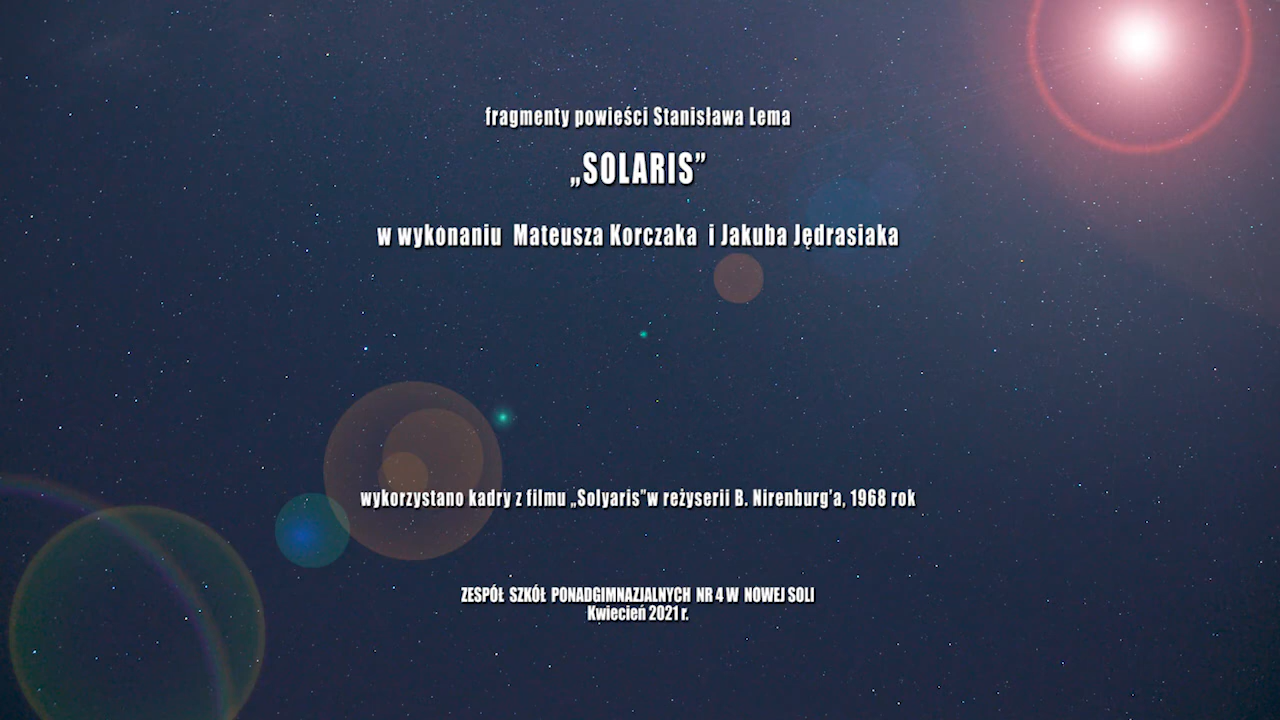 fragmenty powieści Stanisława Lema
„SOLARIS”
w wykonaniu Mateusza Korczaka i Jakuba Jędrasiaka
wykorzystano kadry z filmu „Solyaris”w reżyserii B. Nirenburg'a, 1968 rok
ZESPÓŁ SZKÓŁ PONADGIMNAZJALNYCH NR 4 W NOWEJ SOLI
Kwiecień 2021 r.